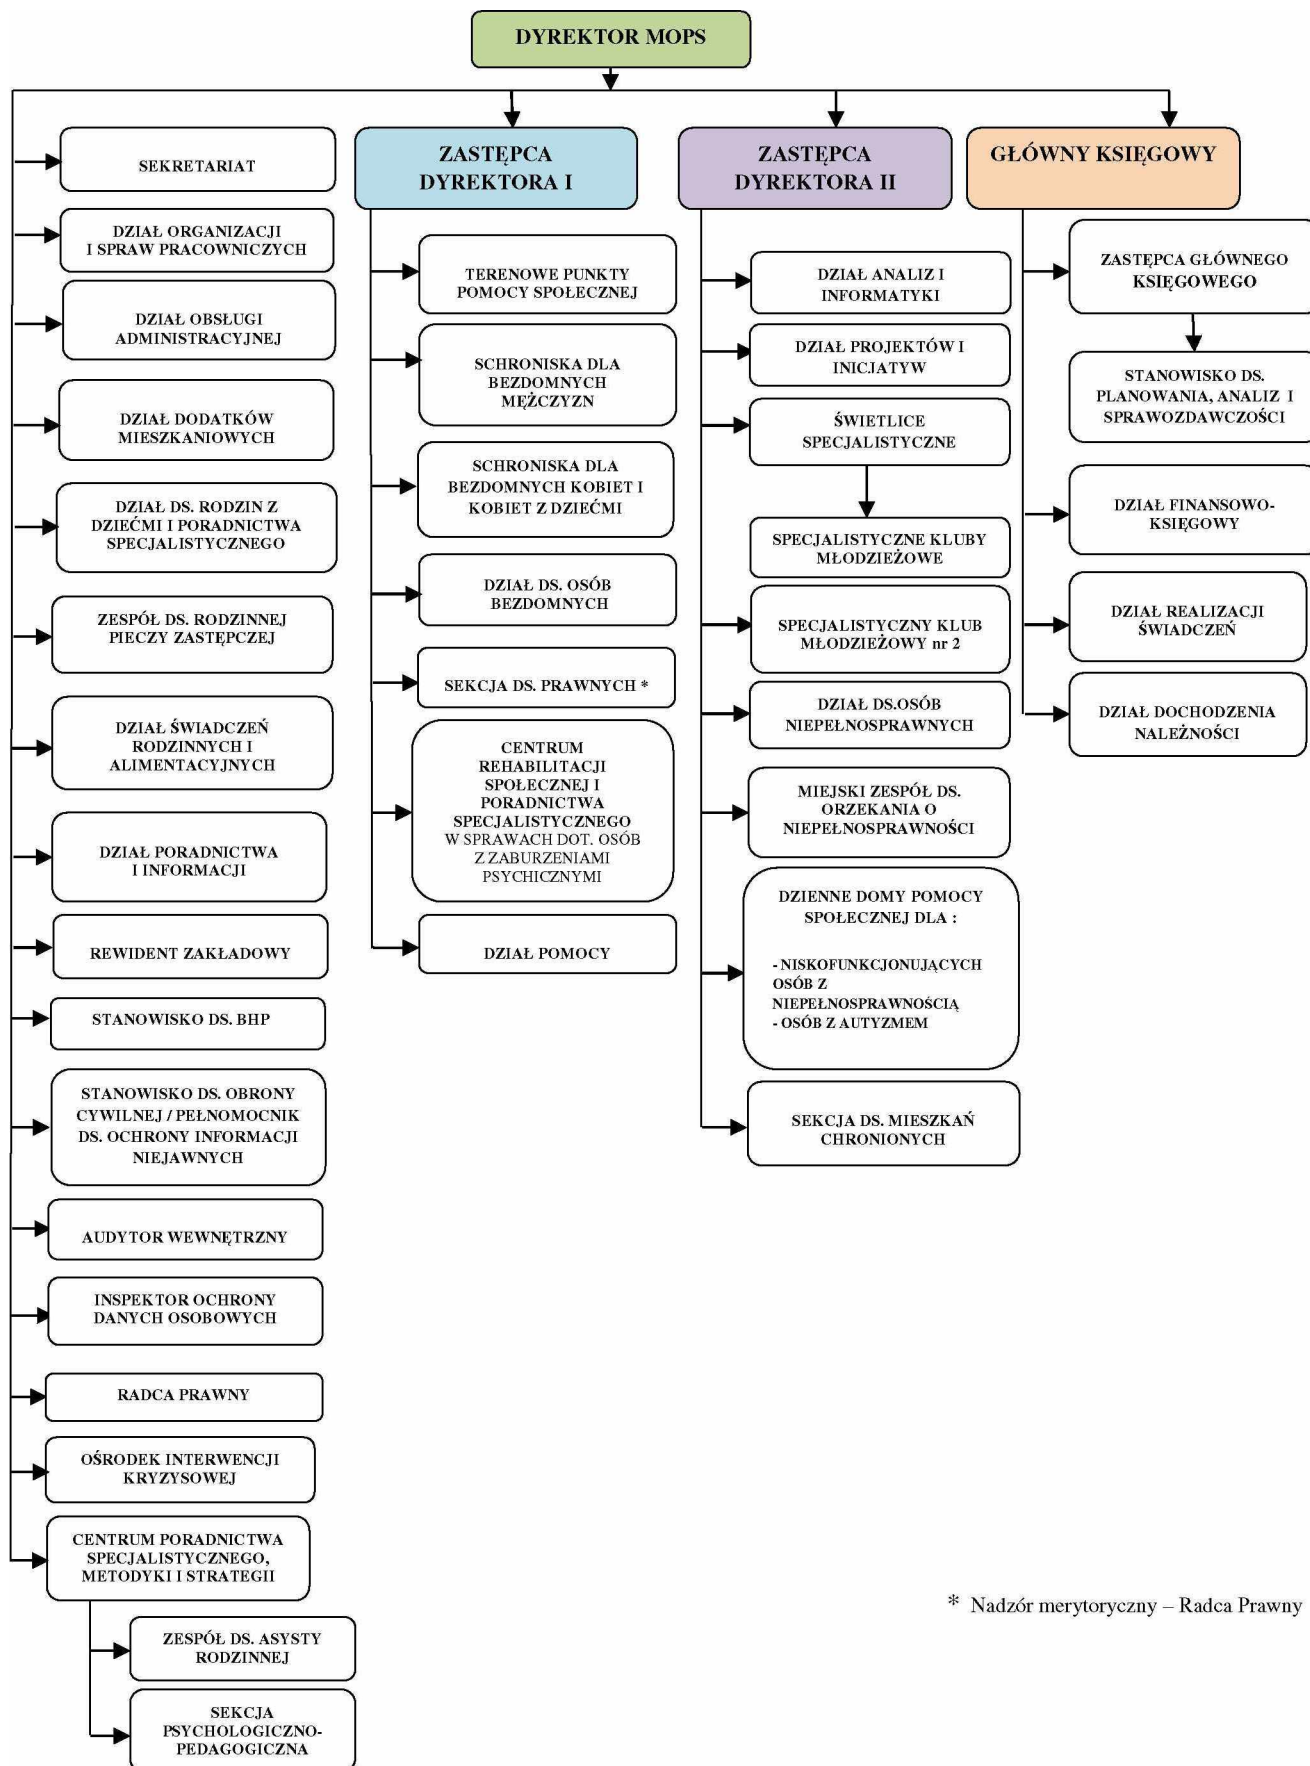 DYREKTOR MOPS
SEKRETARIAT
DZIAŁ ORGANIZACJI
I SPRAW PRACOWNICZYCH
DZIAŁ OBSŁUGI
ADMINISTRACYJNEJ
DZIAŁ DODATKÓW
MIESZKANIOWYCH
DZIAŁ DS. RODZIN Z
DZIEĆMI I PORADNICTWA
SPECJALISTYCZNEGO
ZESPÓŁ DS. RODZINNEJ
PIECZY ZASTĘPCZEJ
DZIAŁ ŚWIADCZEŃ
RODZINNYCH I
ALIMENTACYJNYCH
DZIAŁ PORADNICTWA
I INFORMACJI
REWIDENT ZAKŁADOWY
STANOWISKO DS. BHP
STANOWISKO DS. OBRONY
CYWILNEJ / PEŁNOMOCNIK
DS. OCHRONY INFORMACJI
NIEJAWNYCH
AUDYTOR WEWNĘTRZNY
INSPEKTOR OCHRONY
DANYCH OSOBOWYCH
RADCA PRAWNY
OŚRODEK INTERWENCJI
KRYZYSOWEJ
CENTRUM PORADNICTWA
SPECJALISTYCZNEGO,
METODYKI I STRATEGII
ZESPÓŁ DS. ASYSTY
RODZINNEJ
SEKCJA
PSYCHOLOGICZNO-
PEDAGOGICZNA
ZASTĘPCA
DYREKTORA I
TERENOWE PUNKTY
POMOCY SPOŁECZNEJ
SCHRONISKA DLA
BEZDOMNYCH
MĘŻCZYZN
SCHRONISKA DLA
BEZDOMNYCH KOBIET I
KOBIET Z DZIEĆMI
DZIAŁ DS. OSÓB
BEZDOMNYCH
SEKCJA DS. PRAWNYCH *
CENTRUM
REHABILITACJI
SPOŁECZNEJ I
PORADNICTWA
SPECJALISTYCZNEGO
W SPRAWACH DOT. OSÓB
Z ZABURZENIAMI
PSYCHICZNYMI
DZIAŁ POMOCY
ZASTĘPCA
DYREKTORA II
DZIAŁ ANALIZ I
INFORMATYKI
DZIAŁ PROJEKTÓW I
INICJATYW
ŚWIETLICE
SPECJALISTYCZNE
SPECJALISTYCZNE KLUBY
MŁODZIEŻOWE
SPECJALISTYCZNY KLUB
MŁODZIEŻOWY nr 2
DZIAŁ DS.OSÓB
NIEPEŁNOSPRAWNYCH
MIEJSKI ZESPÓŁ DS.
ORZEKANIA O
NIEPEŁNOSPRAWNOŚCI
DZIENNE DOMY POMOCY
SPOŁECZNEJ DLA :
- NISKOFUNKCJONUJĄCYCH
OSÓB Z
NIEPEŁNOSPRAWNOŚCIĄ
- OSÓB Z AUTYZMEM
SEKCJA DS. MIESZKAŃ
CHRONIONYCH
GŁÓWNY KSIĘGOWY
ZASTĘPCA GŁÓWNEGO
KSIĘGOWEGO
STANOWISKO DS.
PLANOWANIA, ANALIZ I
SPRAWOZDAWCZOŚCI
DZIAŁ FINANSOWO-
KSIĘGOWY
DZIAŁ REALIZACJI
ŚWIADCZEŃ
DZIAŁ DOCHODZENIA
NALEŻNOŚCI
* Nadzór merytoryczny – Radca Prawny